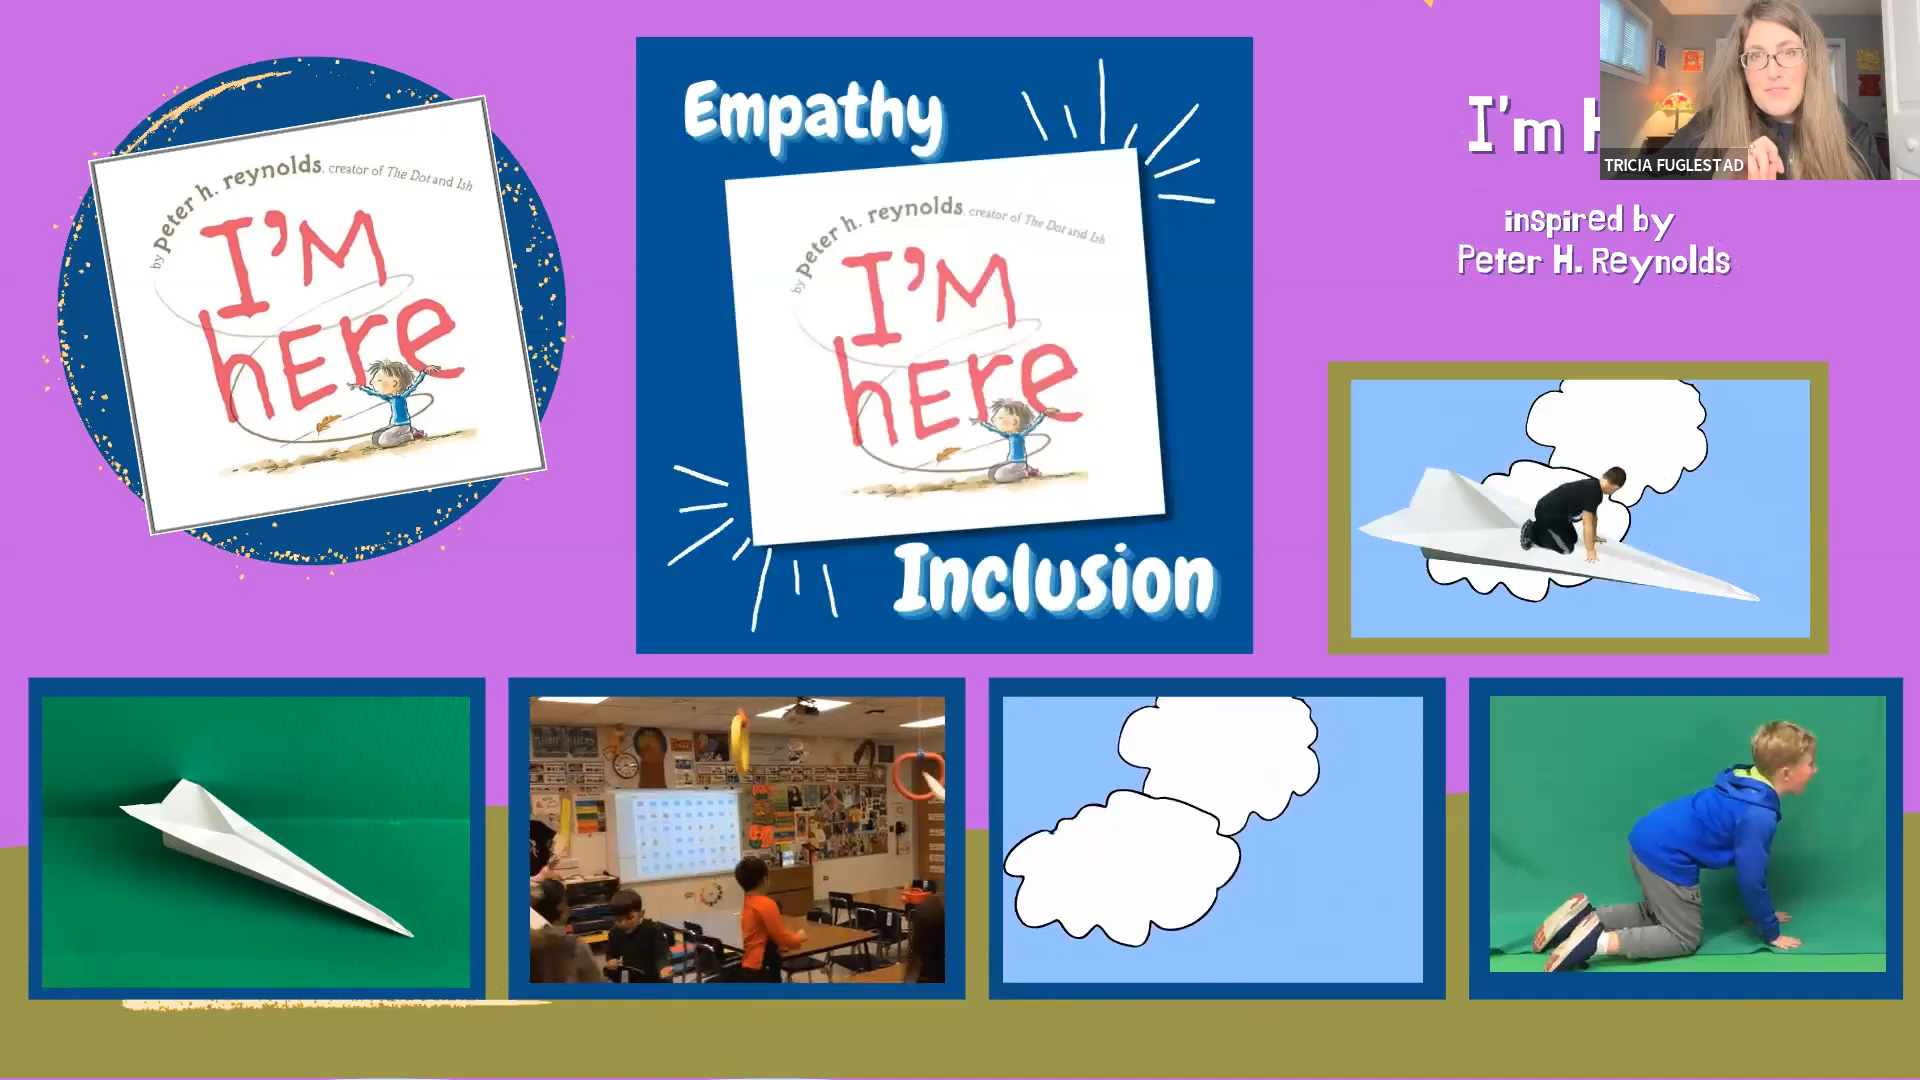 by peter h. reynolds, creator of The Dot and Ish
I'M
hERe
Empathy
by peter h. reynolds, creator of The Dot and Ish
I'M
hERe
Inclusion
I'm H
TRICIA FUGLESTAD
inspired by
Peter H. Reynolds